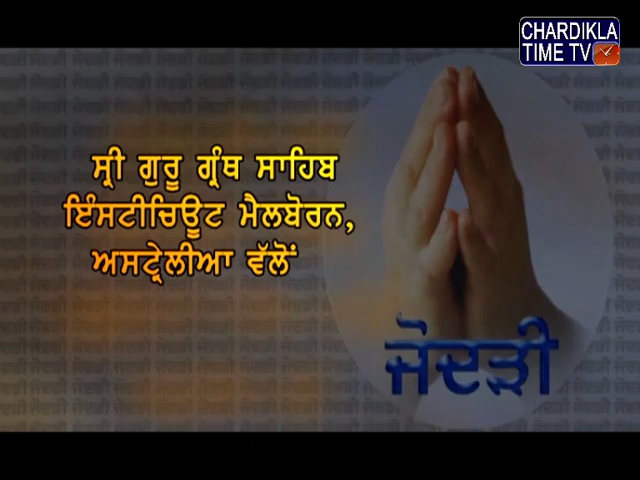 CHARDIKLA
TIME TV
ਸ੍ਰੀ ਗੁਰੂ ਗ੍ਰੰਥ ਸਾਹਿਬ
ਇੰਸਟੀਚਿਊਟ ਮੈਲਬੋਰਨ,
ਅਸਟ੍ਰੇਲੀਆ ਵੱਲੋਂ
ਜੋਦੜੀ